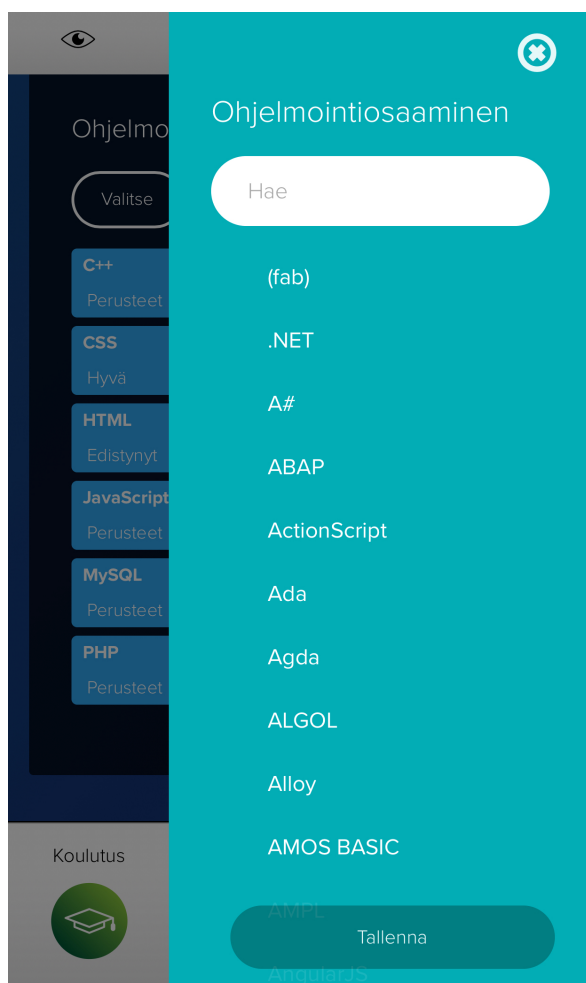 Ohjelmo
Valitse
C++
Perusteet
CSS
Hyvä
HTML
Edistynyt
JavaScript
Perusteet
MySQL
Perusteet
PHP
Perusteet
Koulutus
Ohjelmointiosaaminen
Hae
(fab)
.NET
A#
ABAP
ActionScript
Ada
Agda
ALGOL
Alloy
AMOS BASIC
AMPL
Tallenna
AngularJS